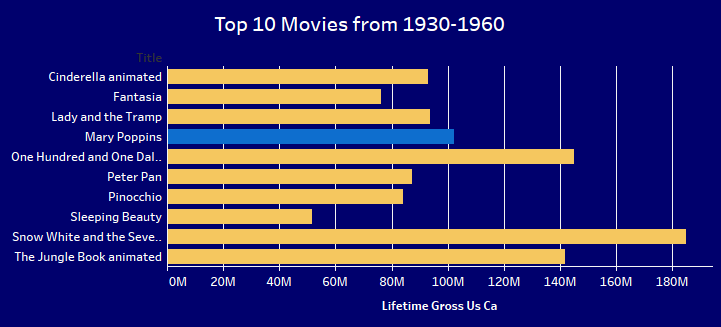 Top 10 Movies from 1930-1960
Title
Cinderella animated
Fantasia
Lady and the Tramp
Mary Poppins
One Hundred and One Dal..
Peter Pan
Pinocchio
Sleeping Beauty
Snow White and the Seve..
The Jungle Book animated
0M 20M 40M 60M 80M 100M 120M 140M 160M 180M
Lifetime Gross Us Ca